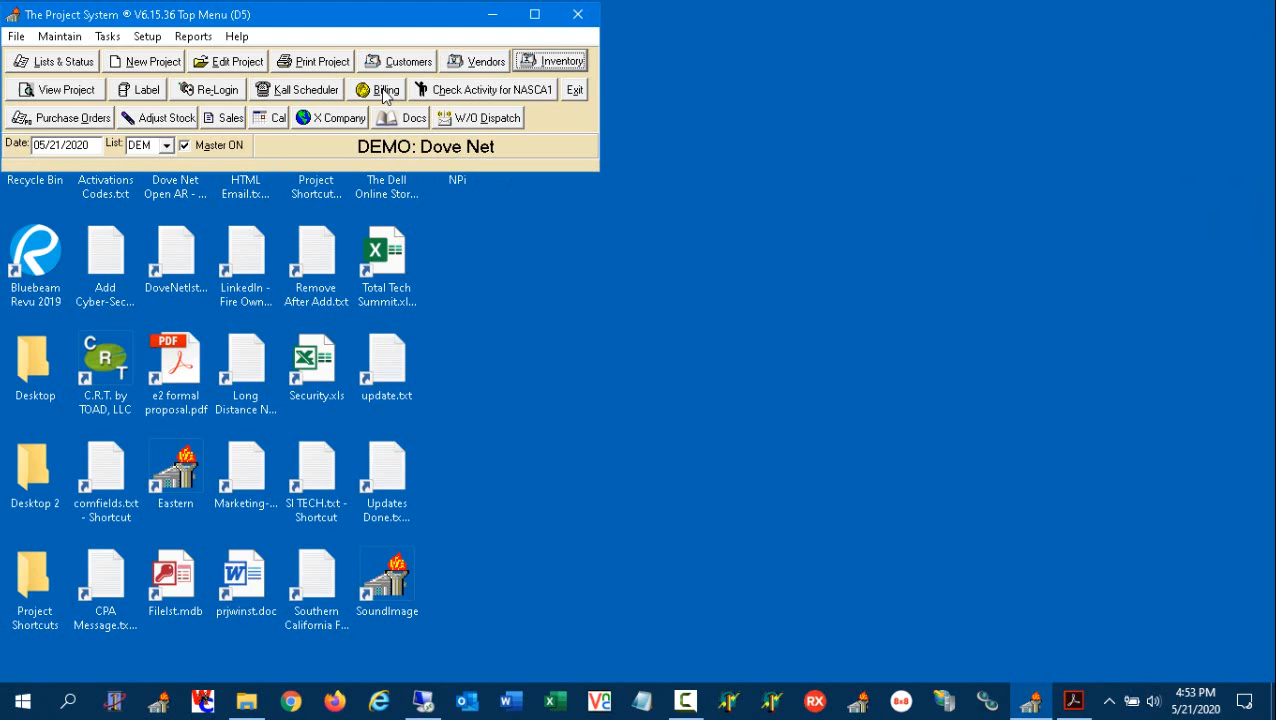 The Project System ® V6.15.36 Top Menu (D5)
File Maintain Tasks Setup Reports Help
Lists & Status New Project Edit Project Print Project Customers Vendors Inventory
View Project Label Re-Login Kall Scheduler Billing Check Activity for NASCA1 Exit
Purchase Orders Adjust Stock Sales Cal X Company Docs W/O Dispatch
Date: 05/21/2020 List: DEM Master ON DEMO: Dove Net
Recycle Bin
Activations Codes.txt
Dove Net Open AR - ...
HTML Email.tx...
Project Shortcut...
The Dell Online Stor...
NPi
Bluebeam Revu 2019
Add Cyber-Sec...
DoveNetIst...
LinkedIn - Fire Own...
Remove After Add.txt
Total Tech Summit.xl...
Desktop
C R T
C.R.T. by TOAD, LLC
PDF
e2 formal proposal.pdf
Long Distance N...
Security.xls
update.txt
Desktop 2
comfields.txt - Shortcut
Eastern
Marketing-...
SI TECH.txt - Shortcut
Updates Done.tx...
Project Shortcuts
CPA Message.tx...
FileIst.mdb
prjwinst.doc
Southern California F...
SoundImage
4:53 PM
5/21/2020